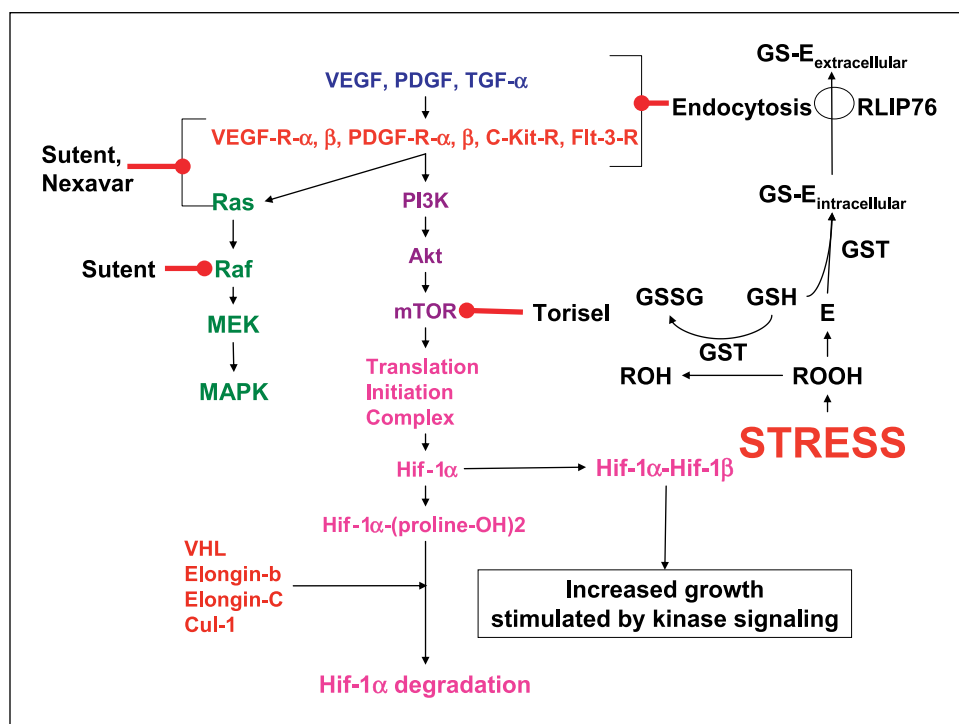 GS-Eextracellular
VEGF, PDGF, TGF-α
Endocytosis
RLIP76
VEGF-R-α, β, PDGF-R-α, β, C-Kit-R, Flt-3-R
Sutent,
Nexavar
Ras
PI3K
GS-Eintracellular
GST
Sutent
Raf
Akt
GSSG
GSH
E
mTOR
Torisel
MEK
GST
Translation
Initiation
Complex
ROH
ROOH
MAPK
STRESS
Hif-1α
Hif-1α-Hif-1β
Hif-1α-(proline-OH)2
VHL
Elongin-b
Elongin-C
Cul-1
Increased growth
stimulated by kinase signaling
Hif-1α degradation